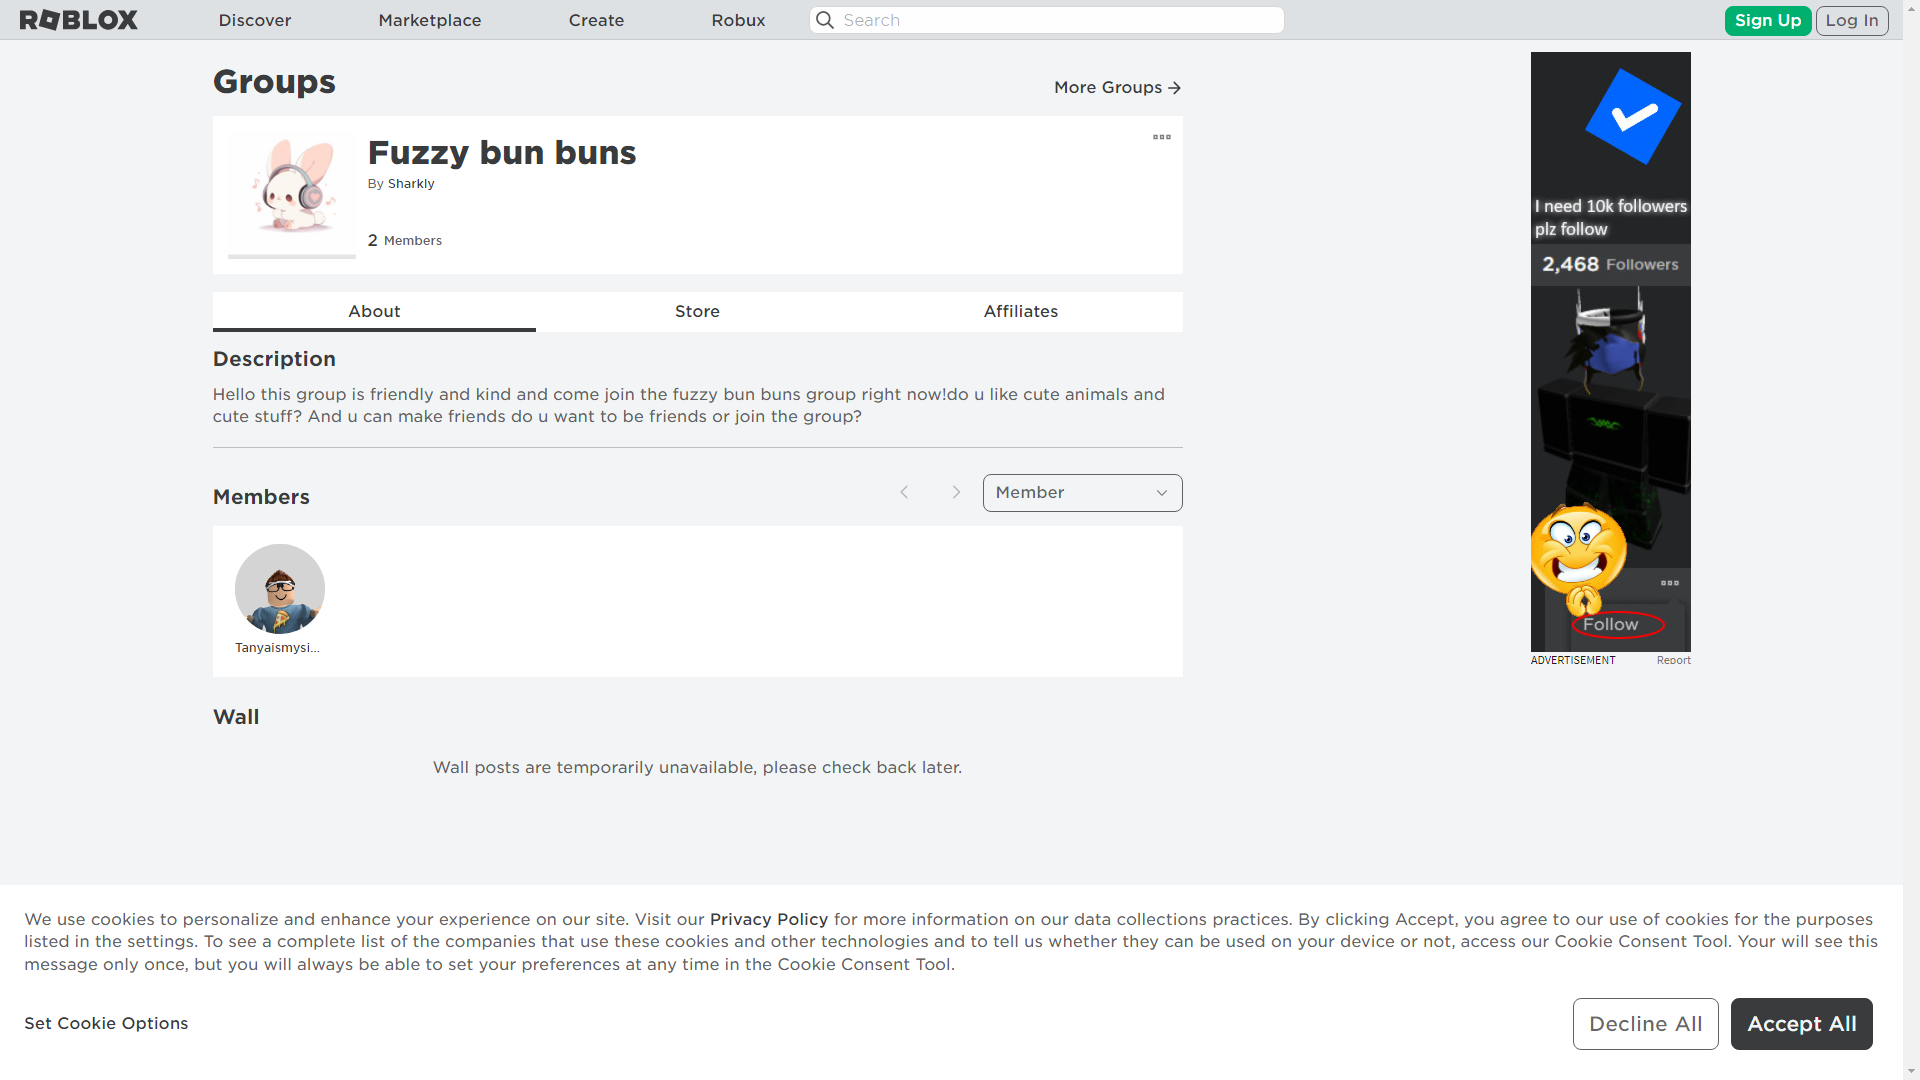 ROBLOX
Discover
Marketplace
Create
Robux
Search
Sign Up
Log In
Groups
More Groups
Fuzzy bun buns
By Sharkly
2 Members
About
Store
Affiliates
Description
Hello this group is friendly and kind and come join the fuzzy bun buns group right now!do u like cute animals and
cute stuff? And u can make friends do u want to be friends or join the group?
Members
Member
Tanyaismysi...
Wall
Wall posts are temporarily unavailable, please check back later.
I need 10k followers
plz follow
2,468 Followers
Follow
ADVERTISEMENT
Report
We use cookies to personalize and enhance your experience on our site. Visit our Privacy Policy for more information on our data collections practices. By clicking Accept, you agree to our use of cookies for the purposes
listed in the settings. To see a complete list of the companies that use these cookies and other technologies and to tell us whether they can be used on your device or not, access our Cookie Consent Tool. Your will see this
message only once, but you will always be able to set your preferences at any time in the Cookie Consent Tool.
Set Cookie Options
Decline All
Accept All